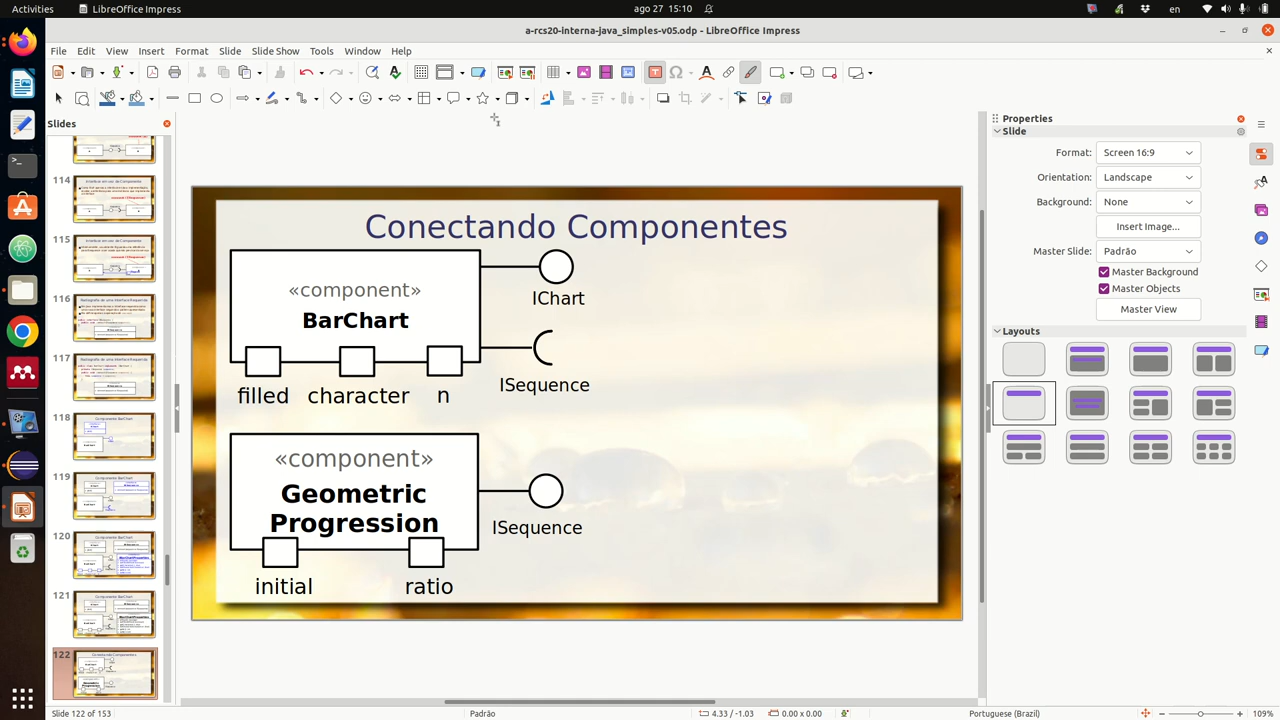 Activities
LibreOffice Impress
ago 27 15:10
en
a-rcs20-interna-java_simples-v05.odp - LibreOffice Impress
File Edit View Insert Format Slide Slide Show Tools Window Help
Slides
Properties
Slide
Format: Screen 16:9
Orientation: Landscape
Background: None
Insert Image...
Master Slide: Padrão
Master Background
Master Objects
Master View
Layouts
114
115
116
117
118
119
120
121
122
Conectando Componentes
«component»
BarChart
IChart
ISequence
filled character n
«component»
Geometric
Progression
ISequence
initial ratio
Slide 122 of 153
Padrão
4.33 / -1.03
0.00 x 0.00
Portuguese (Brazil)
109%